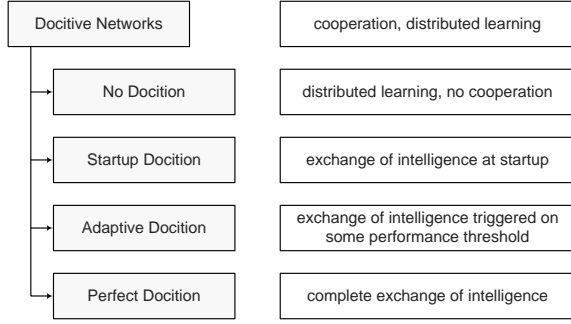 Docitive Networks
cooperation, distributed learning
No Docition
distributed learning, no cooperation
Startup Docition
exchange of intelligence at startup
Adaptive Docition
exchange of intelligence triggered on
some performance threshold
Perfect Docition
complete exchange of intelligence